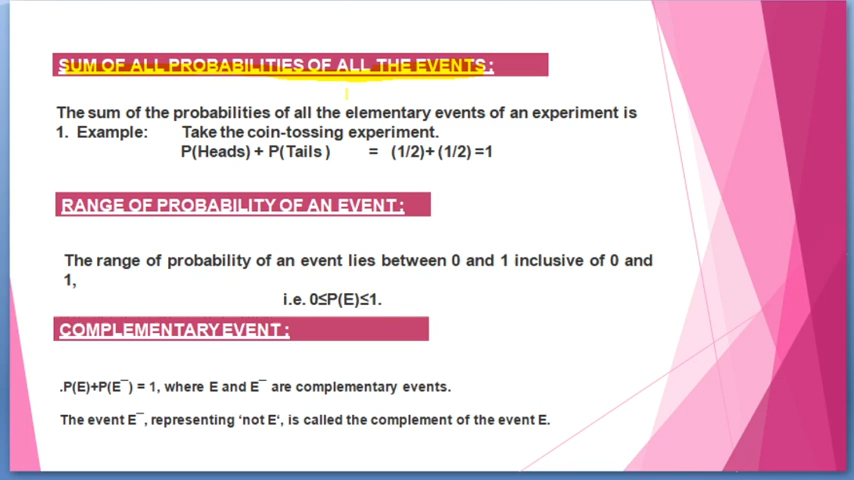 SUM OF ALL PROBABILITIES OF ALL THE EVENTS :
The sum of the probabilities of all the elementary events of an experiment is
1. Example: Take the coin-tossing experiment.
P(Heads) + P(Tails ) = (1/2)+ (1/2) =1
RANGE OF PROBABILITY OF AN EVENT :
The range of probability of an event lies between 0 and 1 inclusive of 0 and
1,
i.e. 0≤P(E)≤1.
COMPLEMENTARY EVENT :
.P(E)+P(E¯) = 1, where E and E¯ are complementary events.
The event E¯, representing ‘not E‘, is called the complement of the event E.